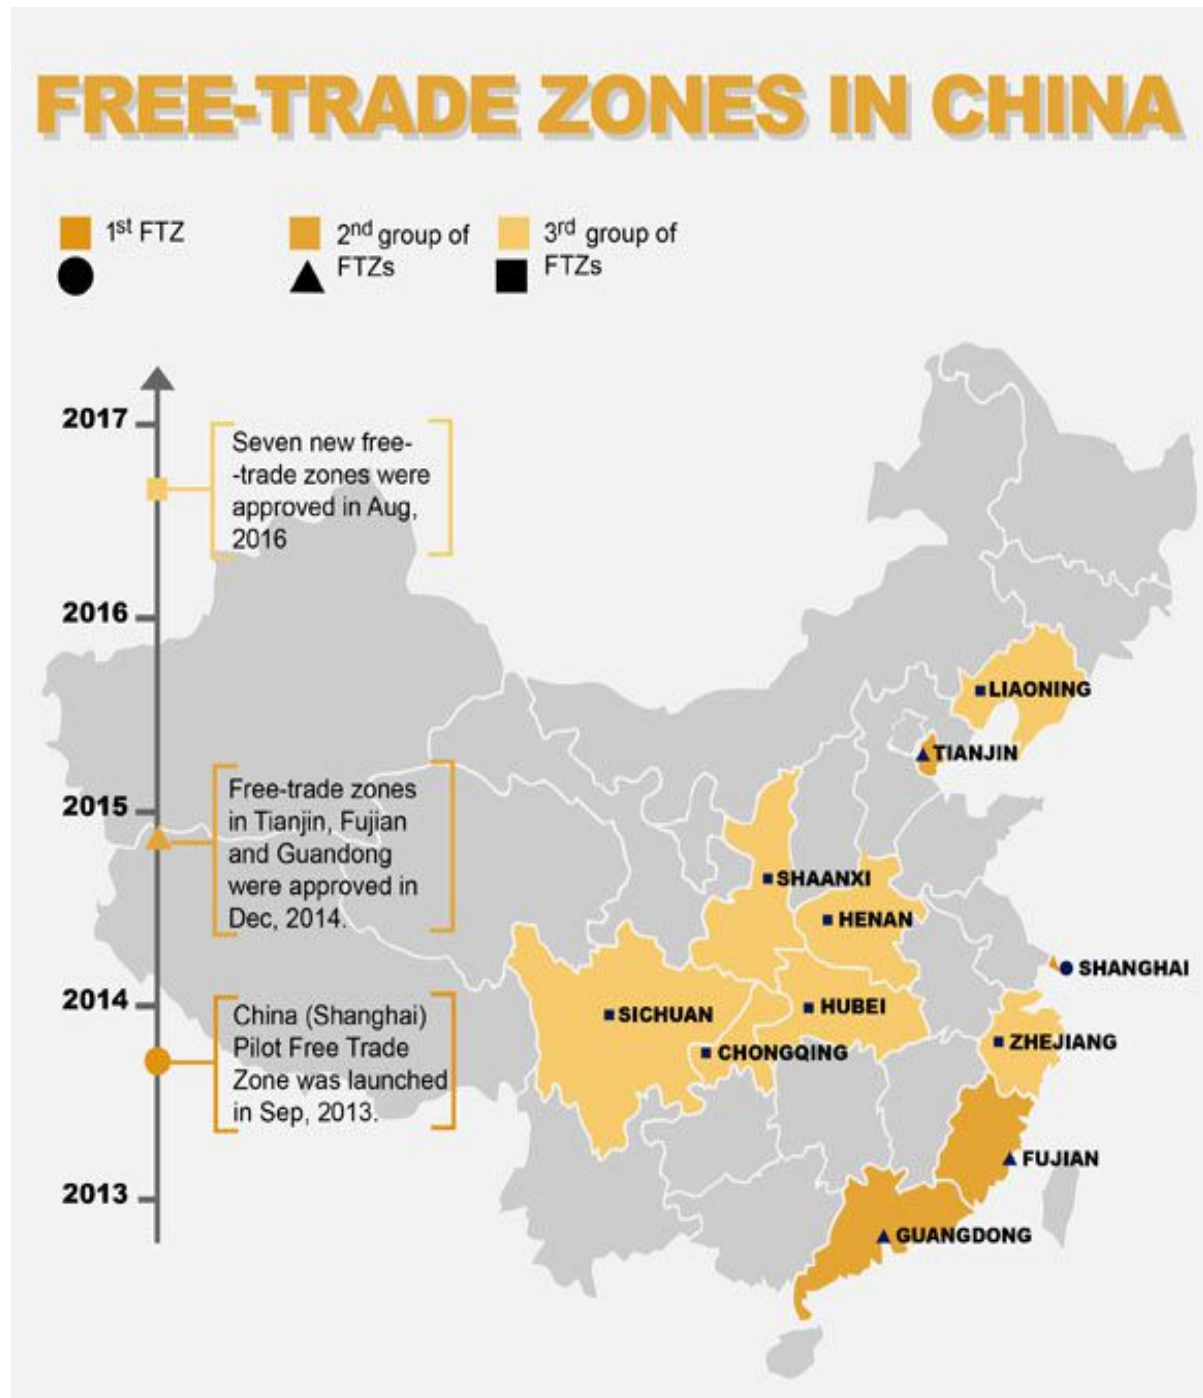 FREE-TRADE ZONES IN CHINA
1st FTZ
2nd group of
FTZs
3rd group of
FTZs
2017
Seven new free-
-trade zones were
approved in Aug,
2016
2016
LIAONING
TIANJIN
2015
Free-trade zones
in Tianjin, Fujian
and Guandong
were approved in
Dec, 2014.
SHAANXI
HENAN
SHANGHAI
2014
China (Shanghai)
Pilot Free Trade
Zone was launched
in Sep, 2013.
SICHUAN
HUBEI
CHONGQING
ZHEJIANG
FUJIAN
2013
GUANGDONG